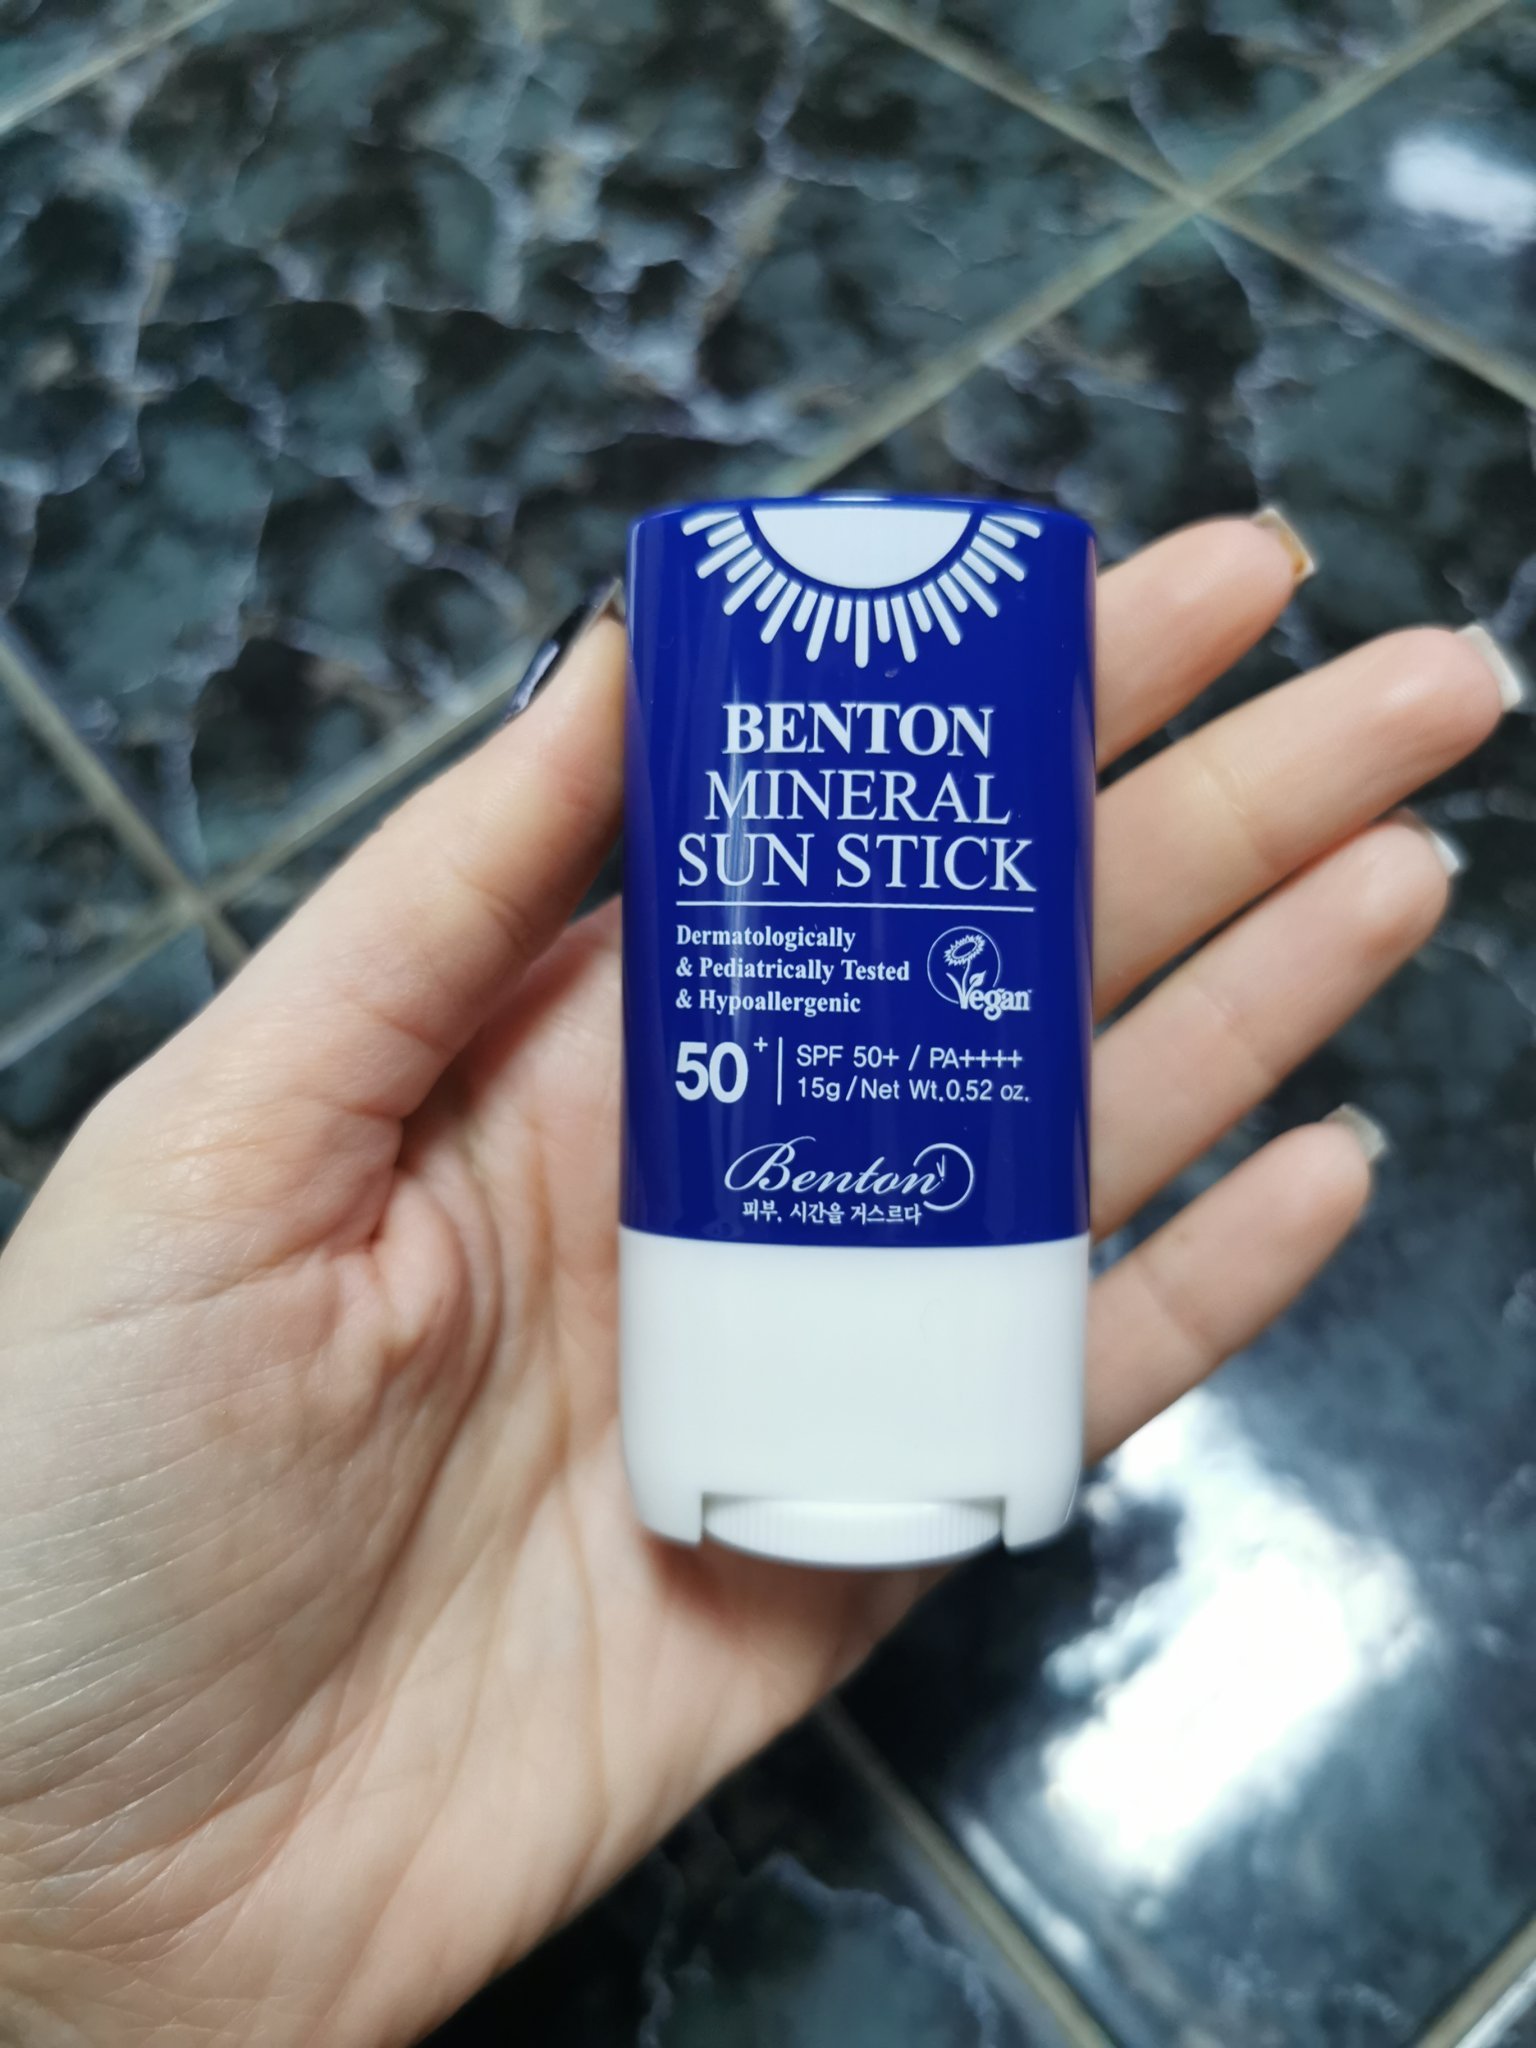 BENTON
MINERAL
SUN STICK
Dermatologically
& Pediatrically Tested
& Hypoallergenic
Vegan™
50+
SPF 50+ / PA++++
15g/Net Wt.0.52 oz.
Benton
피부, 시간을 거스르다